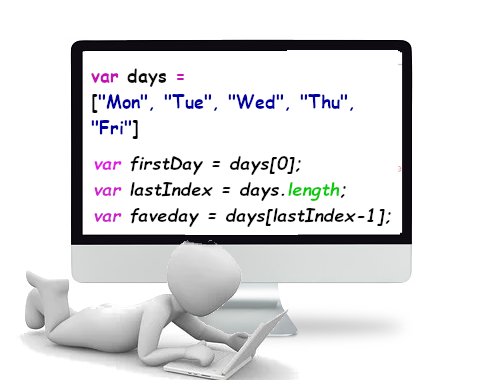 var days =
["Mon", "Tue", "Wed", "Thu",
"Fri"]
var firstDay = days[0];
var lastIndex = days.length;
var faveday = days[lastIndex-1];